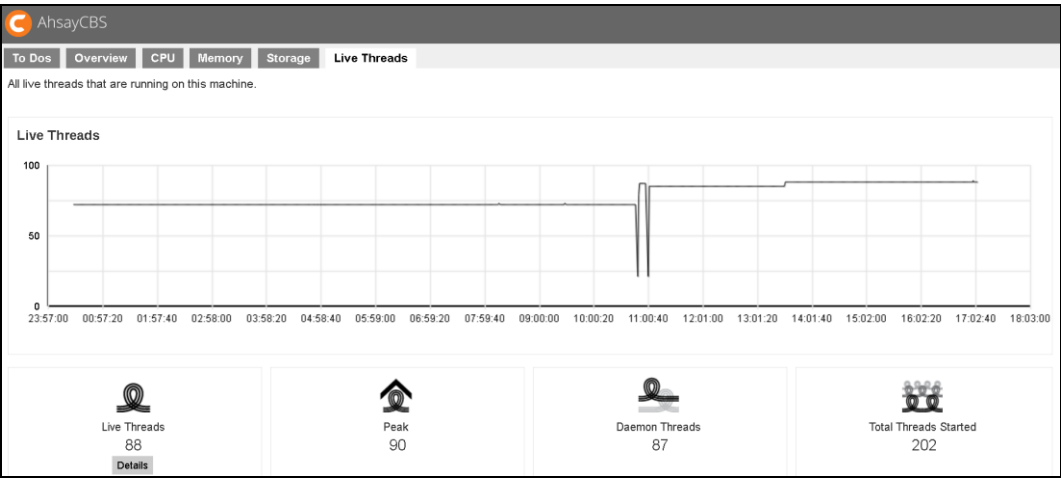 AhsayCBS
To Dos Overview CPU Memory Storage Live Threads
All live threads that are running on this machine.
Live Threads
100
50
0
23:57:00 00:57:20 01:57:40 02:58:00 03:58:20 04:58:40 05:59:00 06:59:20 07:59:40 09:00:00 10:00:20 11:00:40 12:01:00 13:01:20 14:01:40 15:02:00 16:02:20 17:02:40 18:03:00
Live Threads Peak Daemon Threads Total Threads Started
88 90 87 202
Details